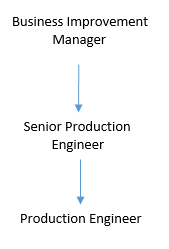 Business Improvement
Manager
Senior Production
Engineer
Production Engineer